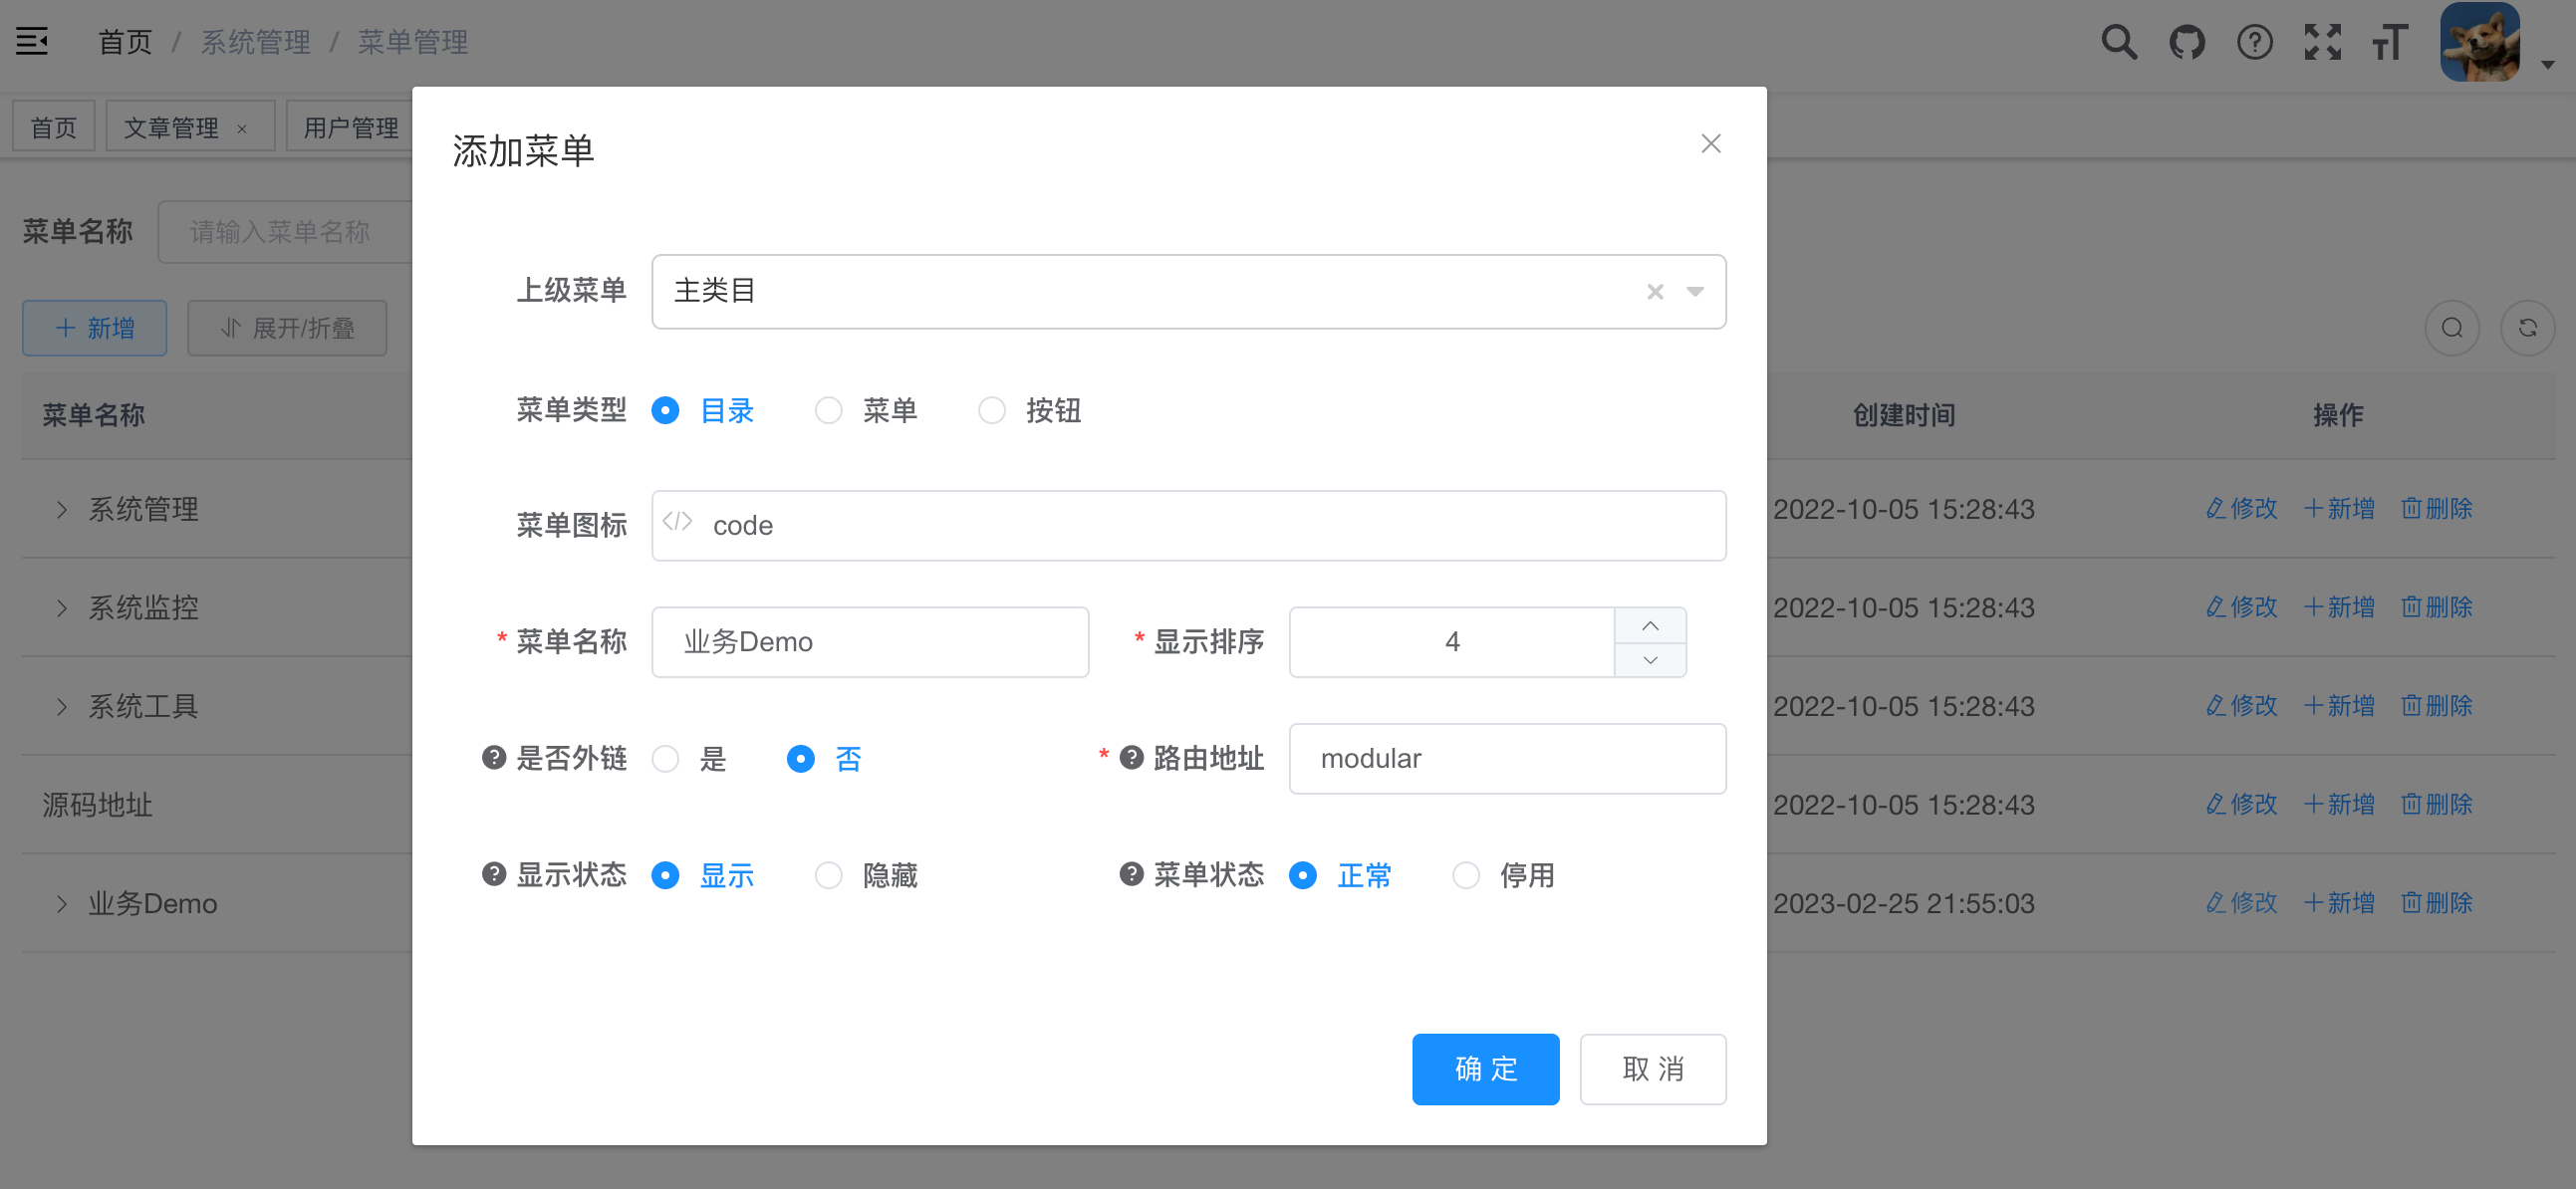 首页 / 系统管理 / 菜单管理
首页 文章管理 × 用户管理
添加菜单
菜单名称 请输入菜单名称
上级菜单 主类目
+ 新增 展开/折叠
菜单类型 目录 菜单 按钮
菜单名称 创建时间 操作
菜单图标 </> code
系统管理 2022-10-05 15:28:43 修改 +新增 删除
系统监控 2022-10-05 15:28:43 修改 +新增 删除
* 菜单名称 业务Demo * 显示排序 4
系统工具 2022-10-05 15:28:43 修改 +新增 删除
? 是否外链 是 否 * ? 路由地址 modular
源码地址 2022-10-05 15:28:43 修改 +新增 删除
? 显示状态 显示 隐藏 ? 菜单状态 正常 停用
业务Demo 2023-02-25 21:55:03 修改 +新增 删除
确 定 取 消